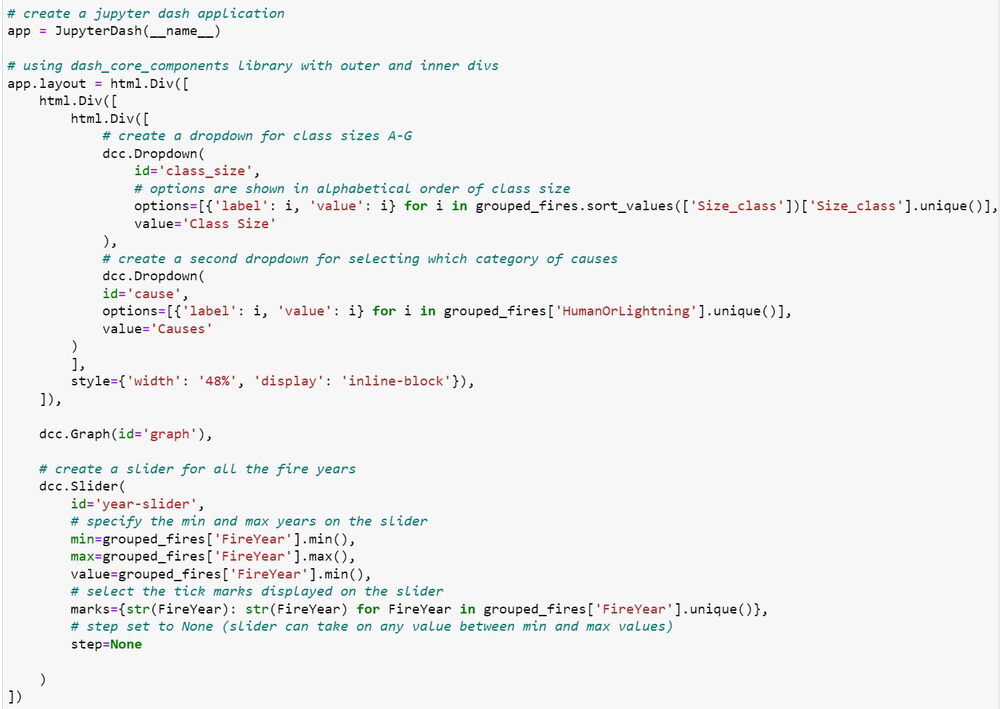 # create a jupyter dash application
app = JupyterDash(__name__)

# using dash_core_components library with outer and inner divs
app.layout = html.Div([
    html.Div([
        html.Div([
            # create a dropdown for class sizes A-G
            dcc.Dropdown(
                id='class_size',
                # options are shown in alphabetical order of class size
                options=[{'label': i, 'value': i} for i in grouped_fires.sort_values(['Size_class'])['Size_class'].unique()],
                value='Class Size'
            ),
            # create a second dropdown for selecting which category of causes
            dcc.Dropdown(
            id='cause',
            options=[{'label': i, 'value': i} for i in grouped_fires['HumanOrLightning'].unique()],
            value='Causes'
        )
        ],
        style={'width': '48%', 'display': 'inline-block'}),
    ]),

    dcc.Graph(id='graph'),

    # create a slider for all the fire years
    dcc.Slider(
        id='year-slider',
        # specify the min and max years on the slider
        min=grouped_fires['FireYear'].min(),
        max=grouped_fires['FireYear'].max(),
        value=grouped_fires['FireYear'].min(),
        # select the tick marks displayed on the slider
        marks={str(FireYear): str(FireYear) for FireYear in grouped_fires['FireYear'].unique()},
        # step set to None (slider can take on any value between min and max values)
        step=None

    )
])